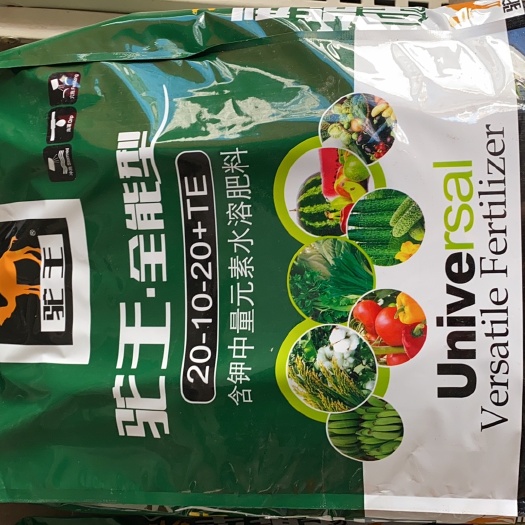 驼王
®
驼王·全能型
20-10-20+TE
含钾中量元素水溶肥料
Universal
Versatile Fertilizer